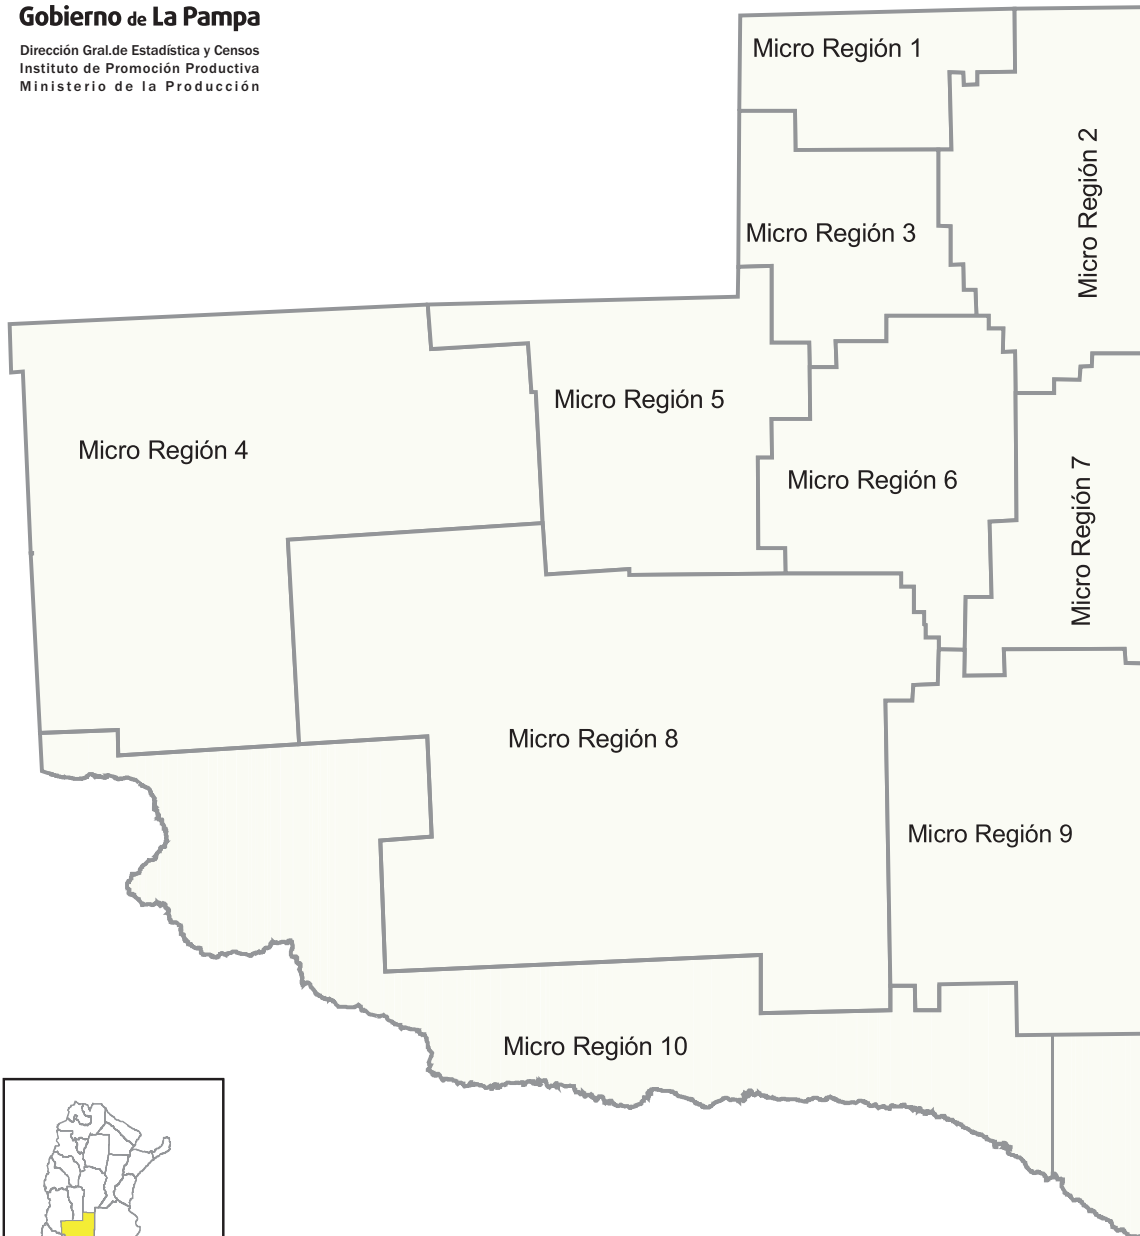 Gobierno de La Pampa
Dirección Gral.de Estadística y Censos
Instituto de Promoción Productiva
Ministerio de la Producción
Micro Región 1
Micro Región 2
Micro Región 3
Micro Región 5
Micro Región 4
Micro Región 6
Micro Región 7
Micro Región 8
Micro Región 9
Micro Región 10